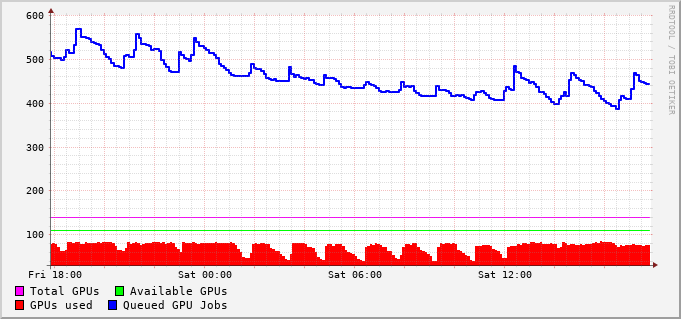 600
500
400
300
200
100
Fri 18:00 Sat 00:00 Sat 06:00 Sat 12:00
Total GPUs Available GPUs
GPUs used Queued GPU Jobs
RRDTOOL / TOBI OETIKER